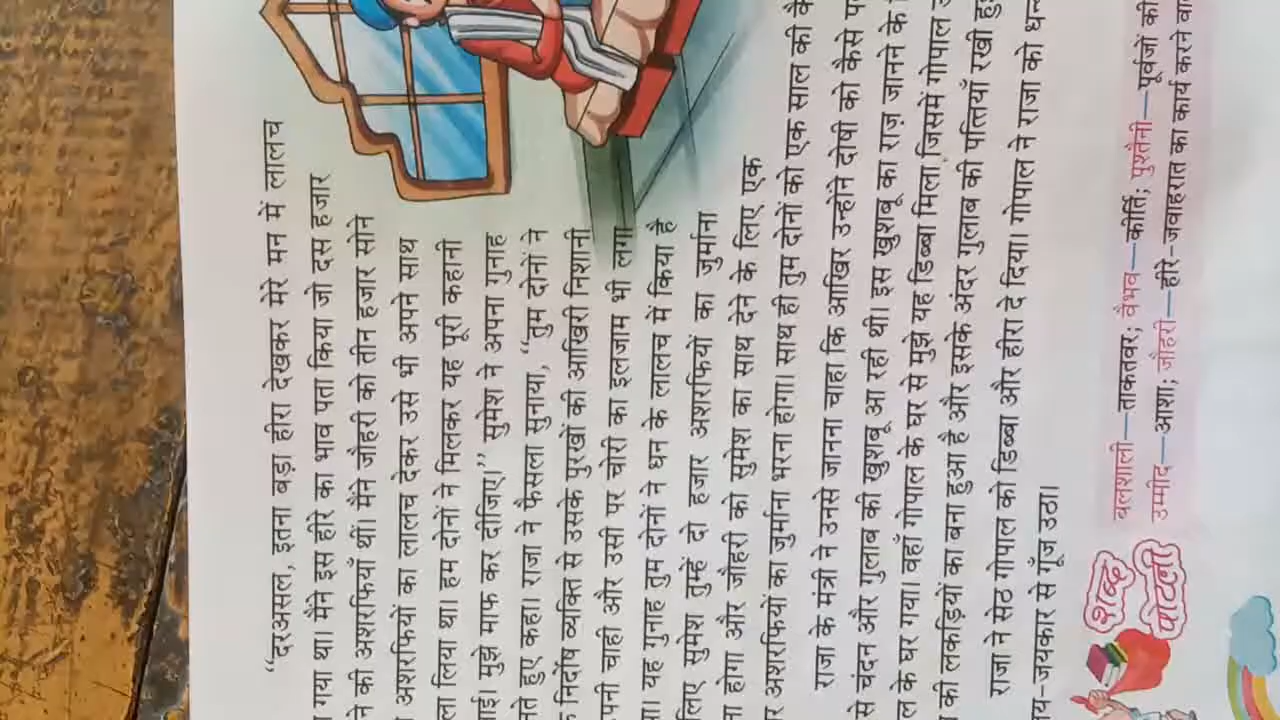 “दरअसल, इतना बड़ा हीरा देखकर मेरे मन में लालच
गया था। मैंने इस हीरे का भाव पता किया जो दस हजार
की अशरफियाँ थीं। मैंने जौहरी को तीन हजार सोने
अशरफियों का लालच देकर उसे भी अपने साथ
लिया था। हम दोनों ने मिलकर यह पूरी कहानी
मुझे माफ कर दीजिए।” सुमेश ने अपना गुनाह
हुए कहा। राजा ने फैसला सुनाया, “तुम दोनों ने
निर्दोष व्यक्ति से उसके पुरखों की आखिरी निशानी
चाही और उसी पर चोरी का इलजाम भी लगा
यह गुनाह तुम दोनों ने धन के लालच में किया है
लिए सुमेश तुम्हें दो हजार अशरफियों का जुर्माना
होगा और जौहरी को सुमेश का साथ देने के लिए एक
अशरफियों का जुर्माना भरना होगा। साथ ही तुम दोनों को एक साल की
राजा के मंत्री ने उनसे जानना चाहा कि आखिर उन्होंने दोषी को कैसे
से चंदन और गुलाब की खुशबू आ रही थी। इस खुशबू का राज़ जानने के
के घर गया। वहाँ गोपाल के घर से मुझे यह डिब्बा मिला जिसमें गोपाल
की लकड़ियों का बना हुआ है और इसके अंदर गुलाब की पत्तियाँ रखी
राजा ने सेठ गोपाल को डिब्बा और हीरा दे दिया। गोपाल ने राजा को
जयकार से गूँज उठा।
शब्द पोटली
बलशाली—ताकतवर; वैभव—कीर्ति; पुश्तैनी—पूर्वजों की
उम्मीद—आशा; जौहरी—हीरे-जवाहरात का कार्य करने